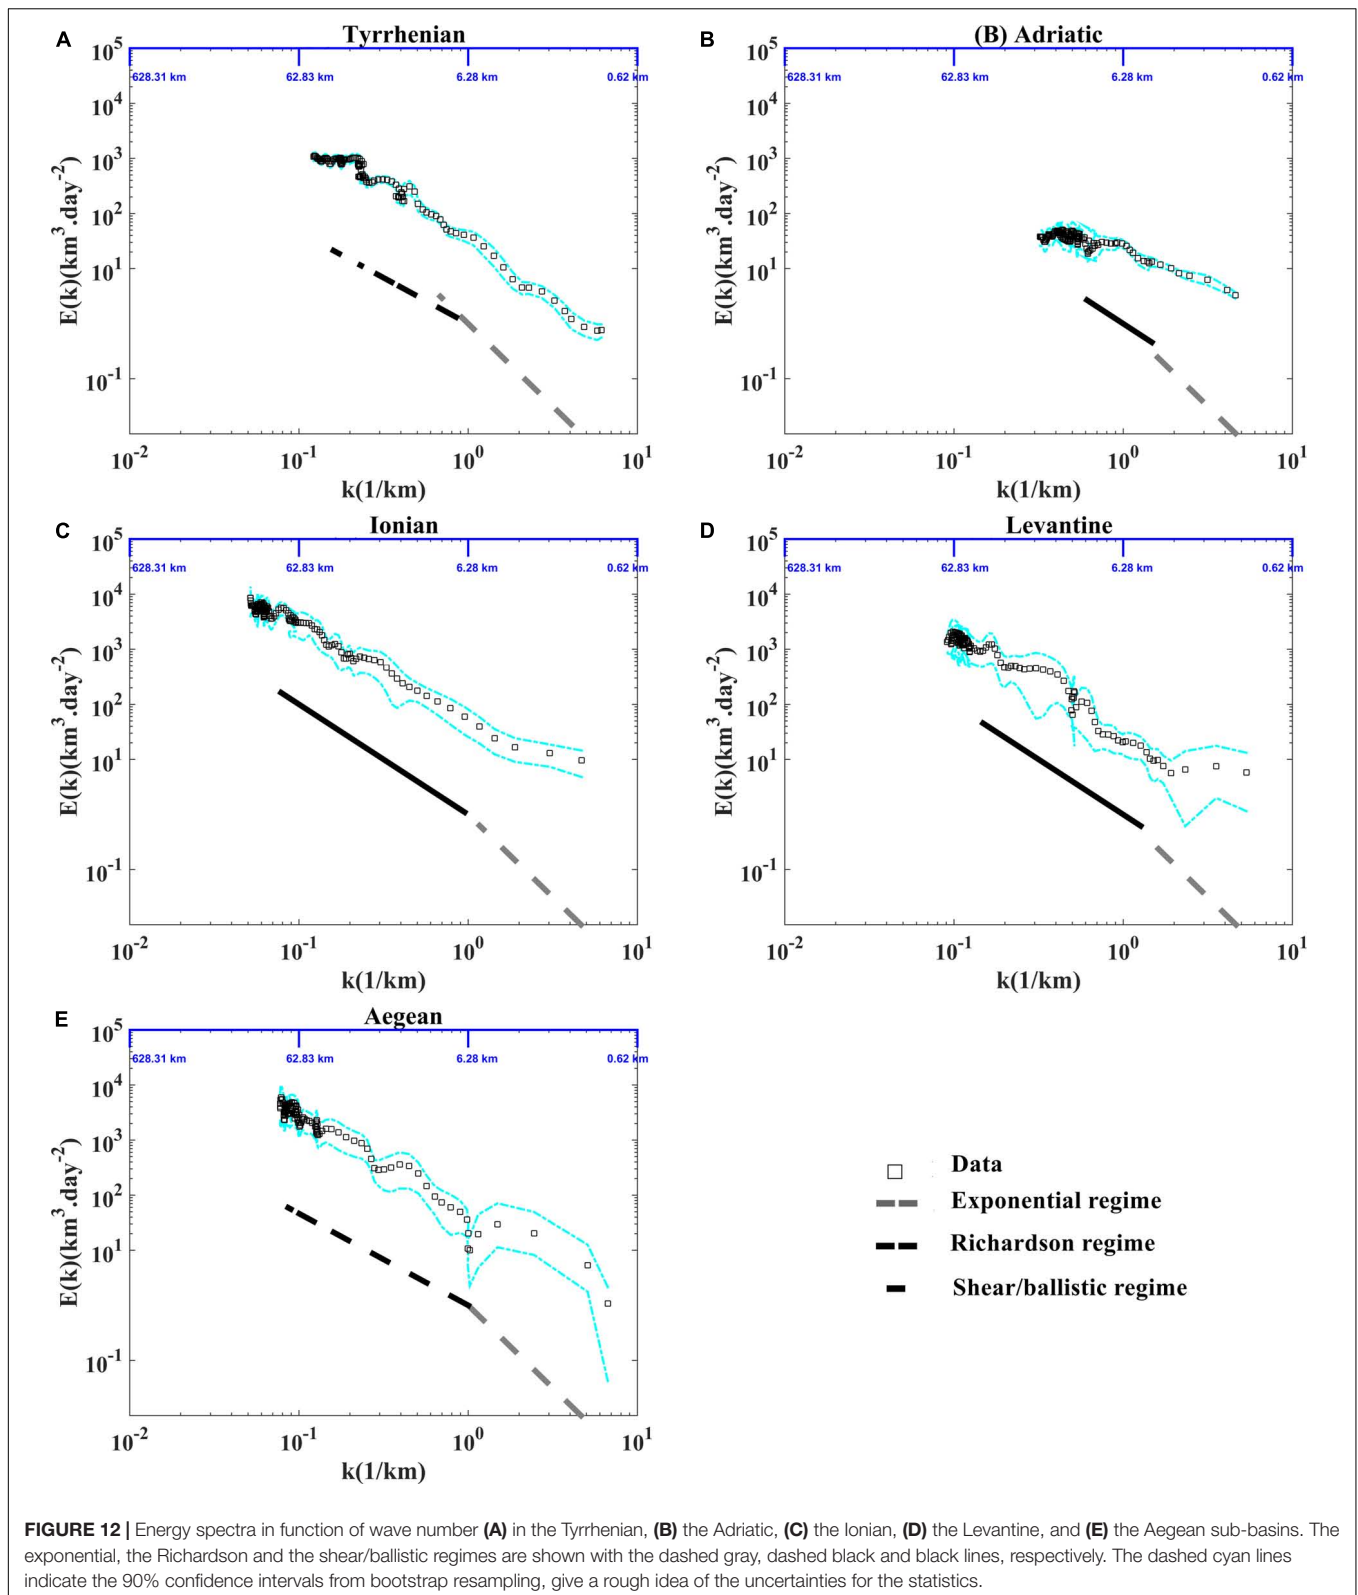 A
Tyrrhenian
10^5
10^4
10^3
10^2
10^1
10^-1
E(k)(km^3.day^-2)
628.31 km
62.83 km
6.28 km
0.62 km
10^-2
10^-1
10^0
10^1
k(1/km)
B
(B) Adriatic
10^5
10^4
10^3
10^2
10^1
10^-1
E(k)(km^3.day^-2)
628.31 km
62.83 km
6.28 km
0.62 km
10^-2
10^-1
10^0
10^1
k(1/km)
C
Ionian
10^5
10^4
10^3
10^2
10^1
10^-1
E(k)(km^3.day^-2)
628.31 km
62.83 km
6.28 km
0.62 km
10^-2
10^-1
10^0
10^1
k(1/km)
D
Levantine
10^5
10^4
10^3
10^2
10^1
10^-1
E(k)(km^3.day^-2)
628.31 km
62.83 km
6.28 km
0.62 km
10^-2
10^-1
10^0
10^1
k(1/km)
E
Aegean
10^5
10^4
10^3
10^2
10^1
10^-1
E(k)(km^3.day^-2)
628.31 km
62.83 km
6.28 km
0.62 km
10^-2
10^-1
10^0
10^1
k(1/km)
Data
Exponential regime
Richardson regime
Shear/ballistic regime
FIGURE 12 | Energy spectra in function of wave number (A) in the Tyrrhenian, (B) the Adriatic, (C) the Ionian, (D) the Levantine, and (E) the Aegean sub-basins. The
exponential, the Richardson and the shear/ballistic regimes are shown with the dashed gray, dashed black and black lines, respectively. The dashed cyan lines
indicate the 90% confidence intervals from bootstrap resampling, give a rough idea of the uncertainties for the statistics.